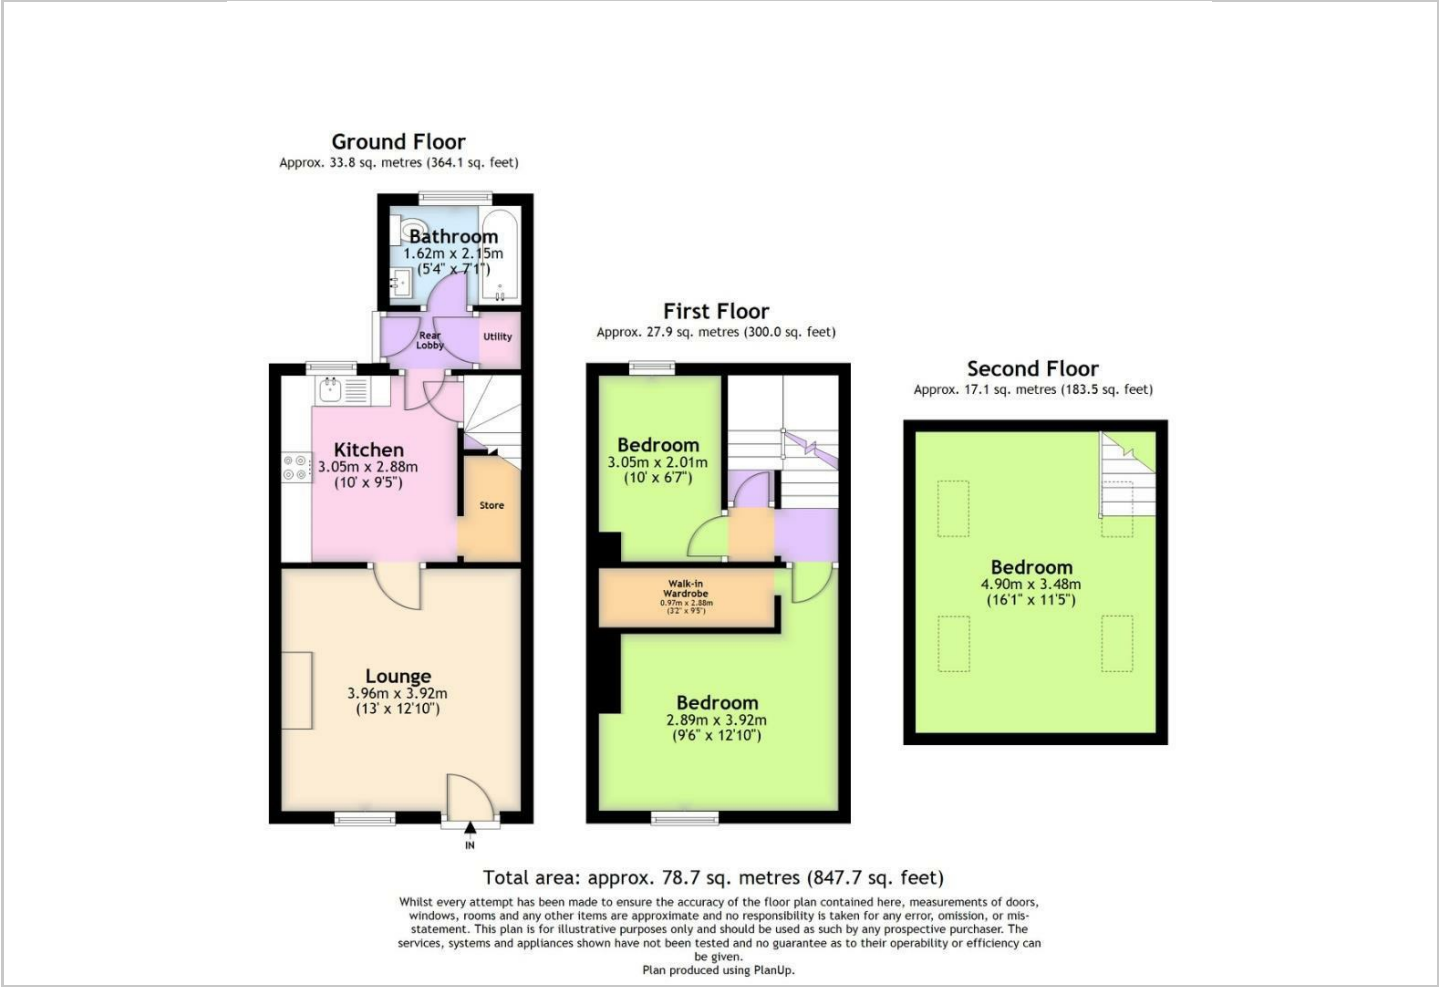 Ground Floor
Approx. 33.8 sq. metres (364.1 sq. feet)
Bathroom
1.62m x 2.15m
(5'4" x 7'1")
Rear
Lobby
Utility
Kitchen
3.05m x 2.88m
(10' x 9'5")
Store
Lounge
3.96m x 3.92m
(13' x 12'10")
IN
First Floor
Approx. 27.9 sq. metres (300.0 sq. feet)
Bedroom
3.05m x 2.01m
(10' x 6'7")
Walk-in
Wardrobe
0.97m x 2.88m
(3'2" x 9'5")
Bedroom
2.89m x 3.92m
(9'6" x 12'10")
Second Floor
Approx. 17.1 sq. metres (183.5 sq. feet)
Bedroom
4.90m x 3.48m
(16'1" x 11'5")
Total area: approx. 78.7 sq. metres (847.7 sq. feet)
Whilst every attempt has been made to ensure the accuracy of the floor plan contained here, measurements of doors,
windows, rooms and any other items are approximate and no responsibility is taken for any error, omission, or mis-
statement. This plan is for illustrative purposes only and should be used as such by any prospective purchaser. The
services, systems and appliances shown have not been tested and no guarantee as to their operability or efficiency can
be given.
Plan produced using PlanUp.